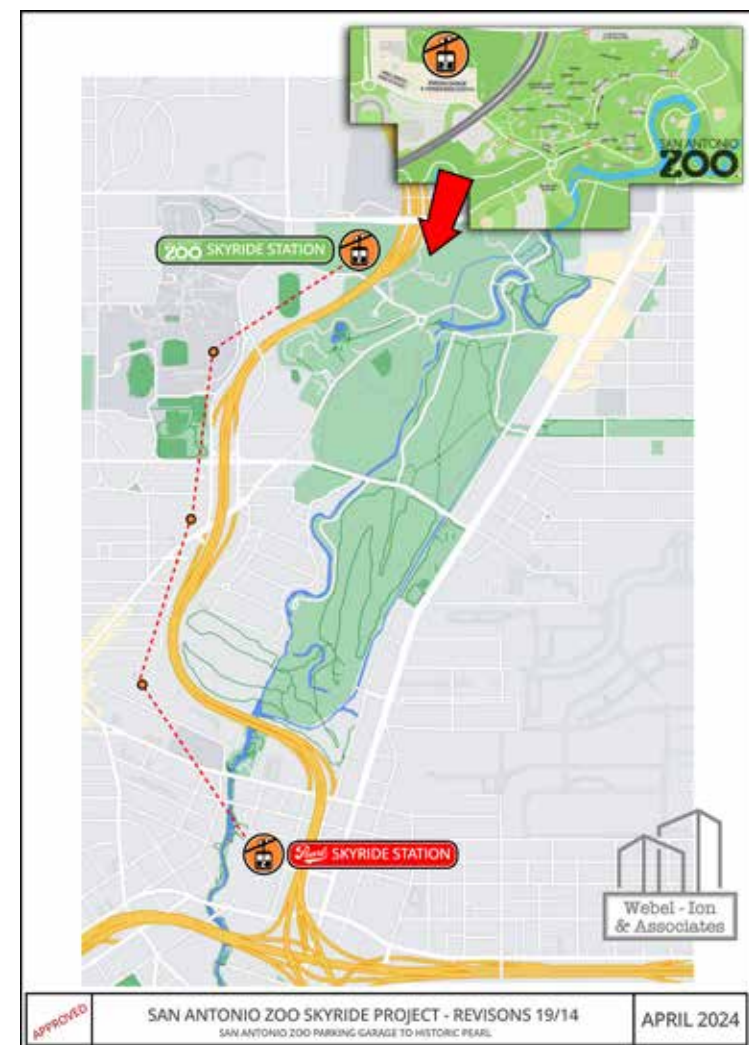 SAN ANTONIO
ZOO
ZOO SKYRIDE STATION
Pearl SKYRIDE STATION
Webel - Ion
& Associates
APPROVED
SAN ANTONIO ZOO SKYRIDE PROJECT - REVISONS 19/14
SAN ANTONIO ZOO PARKING GARAGE TO HISTORIC PEARL
APRIL 2024